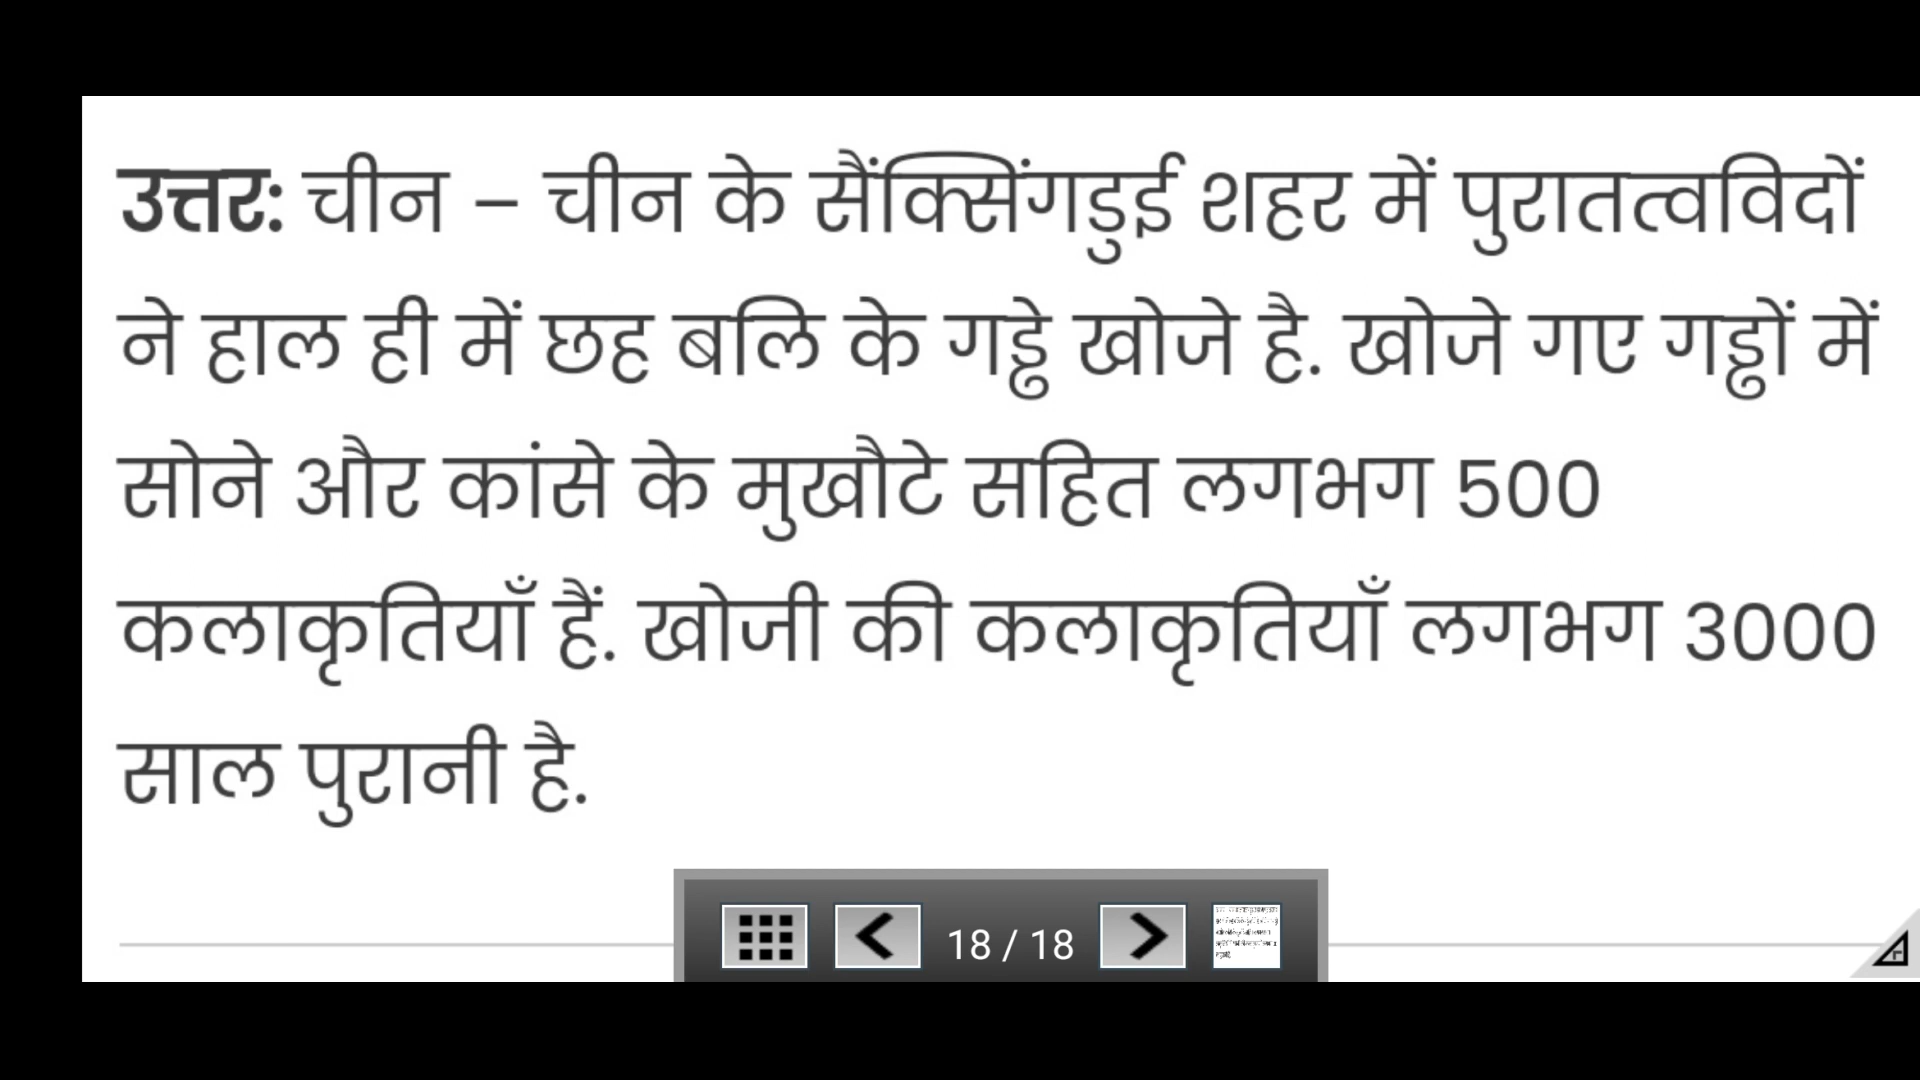 उत्तर: चीन – चीन के सैंक्सिंगडुई शहर में पुरातत्वविदों
ने हाल ही में छह बलि के गड्ढे खोजे है. खोजे गए गड्ढों में
सोने और कांसे के मुखौटे सहित लगभग 500
कलाकृतियाँ हैं. खोजी की कलाकृतियाँ लगभग 3000
साल पुरानी है.
18 / 18